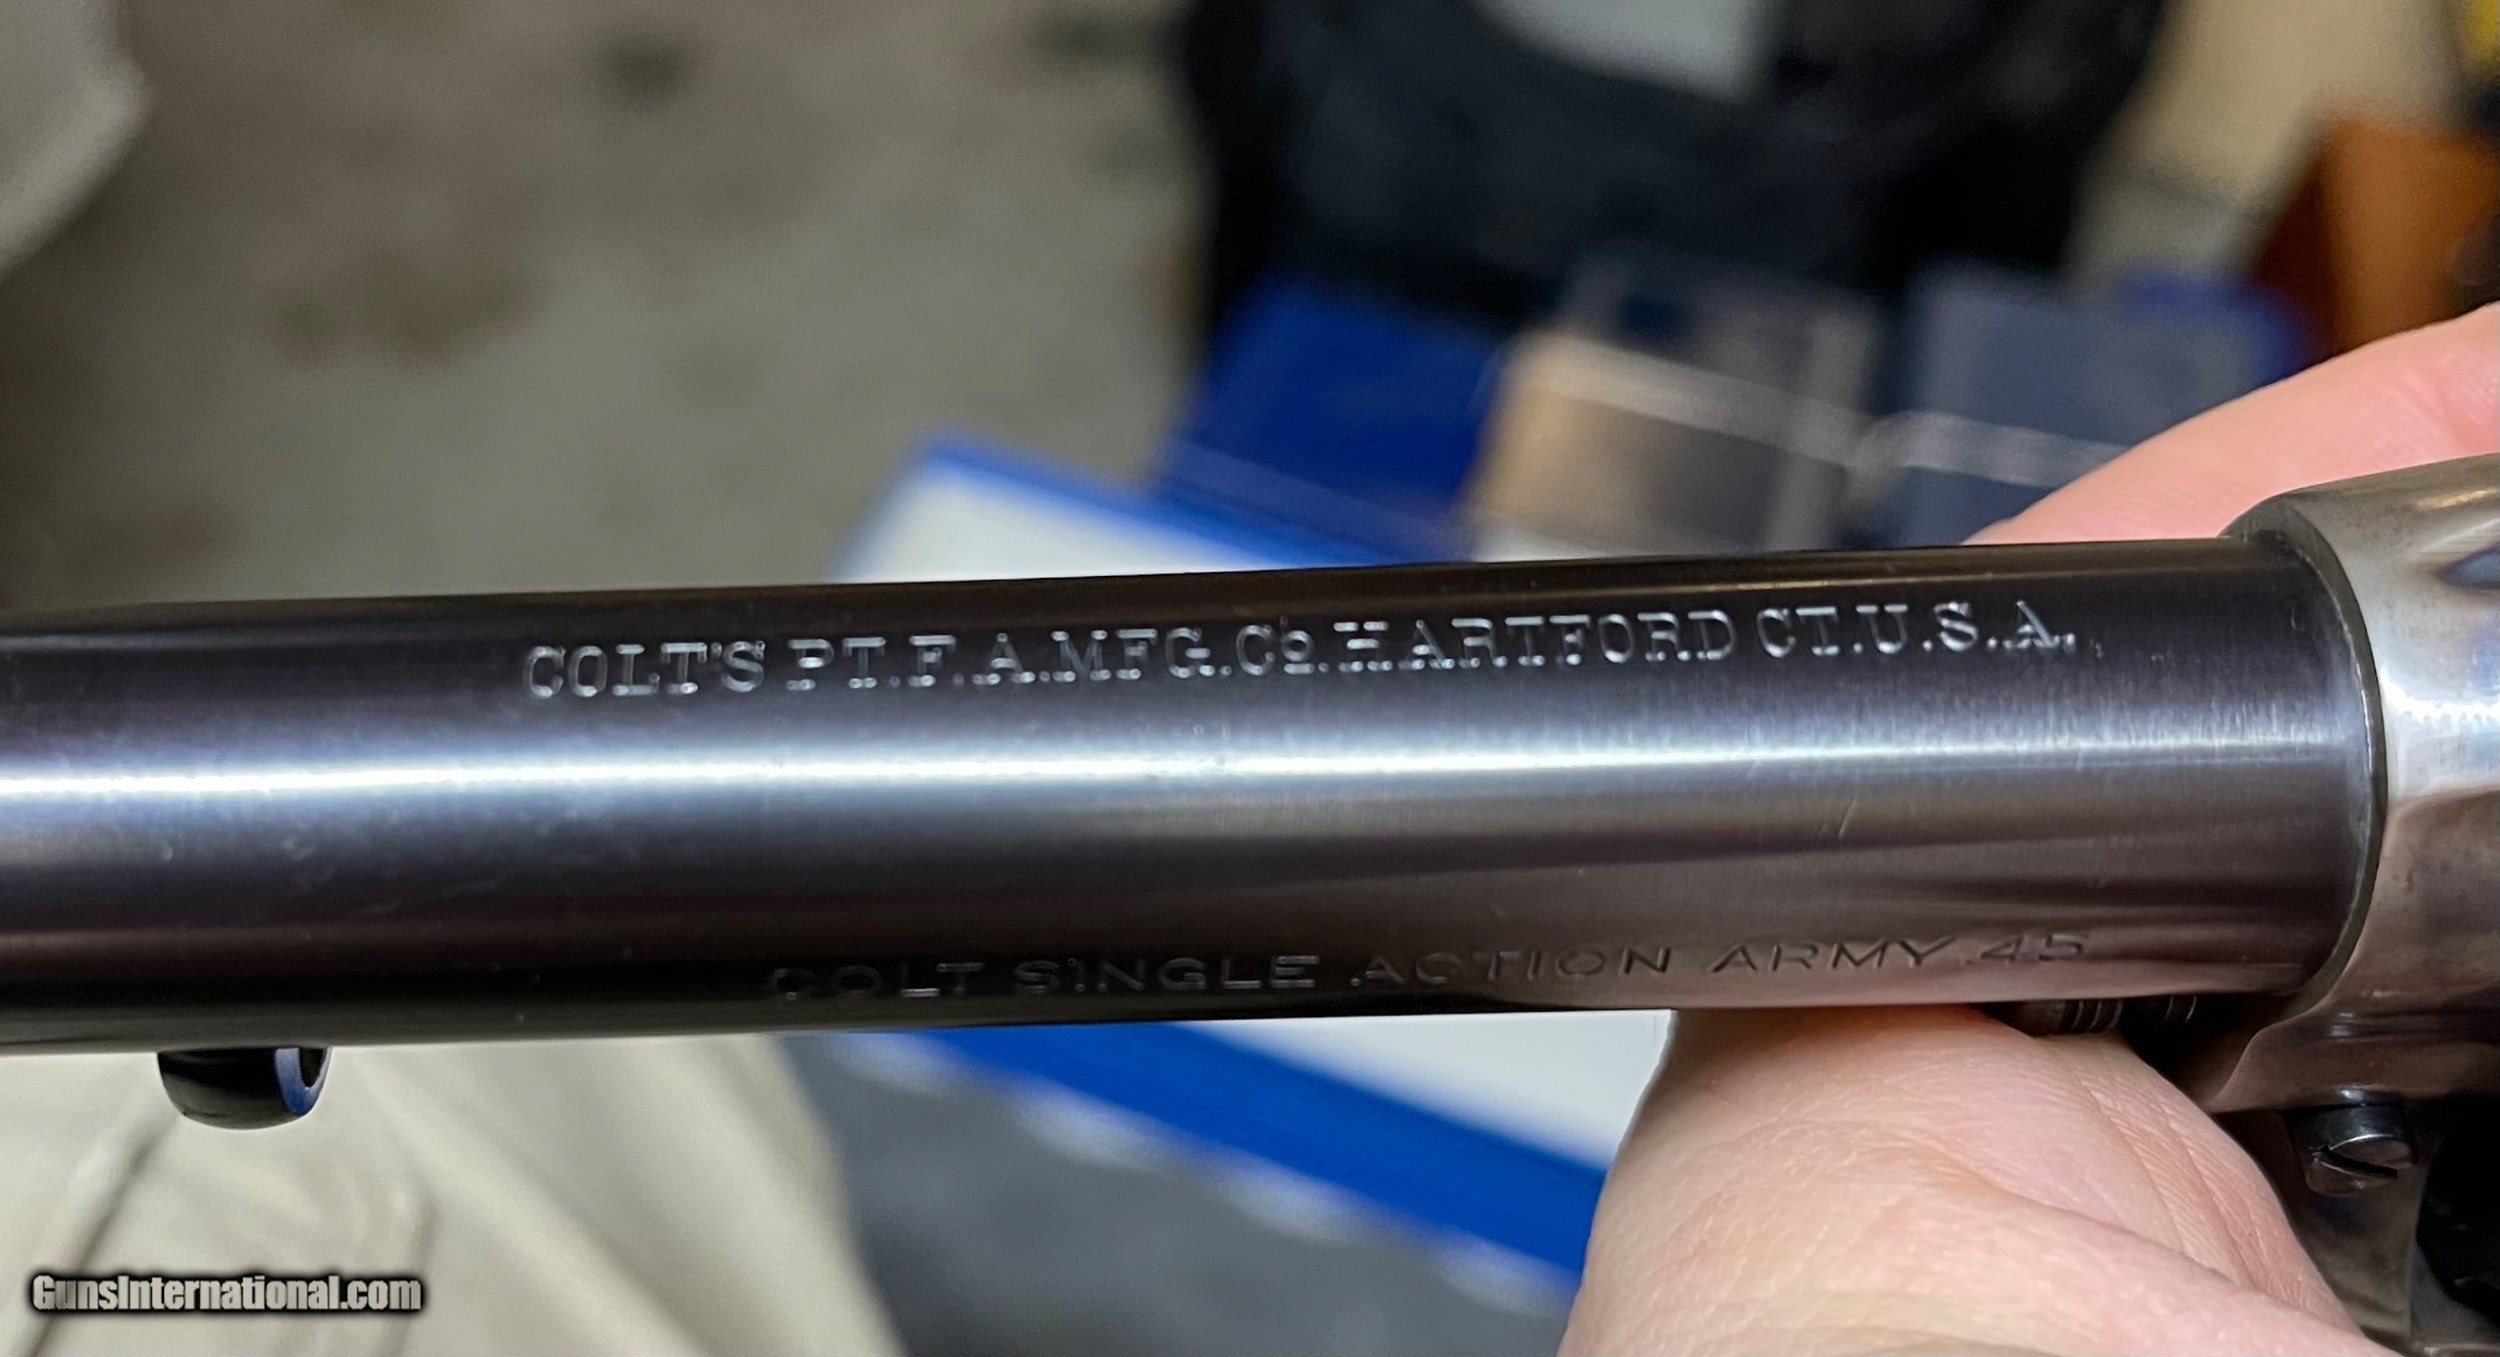 COLT'S PT.F.A.MFG.Co.HARTFORD CT.U.S.A.
COLT SINGLE ACTION ARMY .45
GunsInternational.com